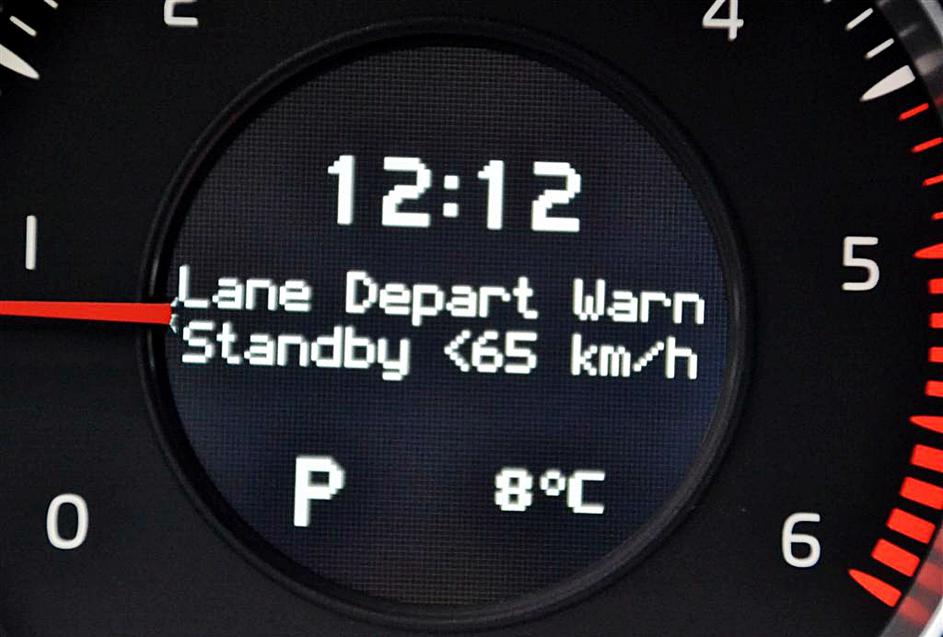 2 4
12:12
1 5
Lane Depart Warn
Standby <65 km/h
P 8°C
0 6